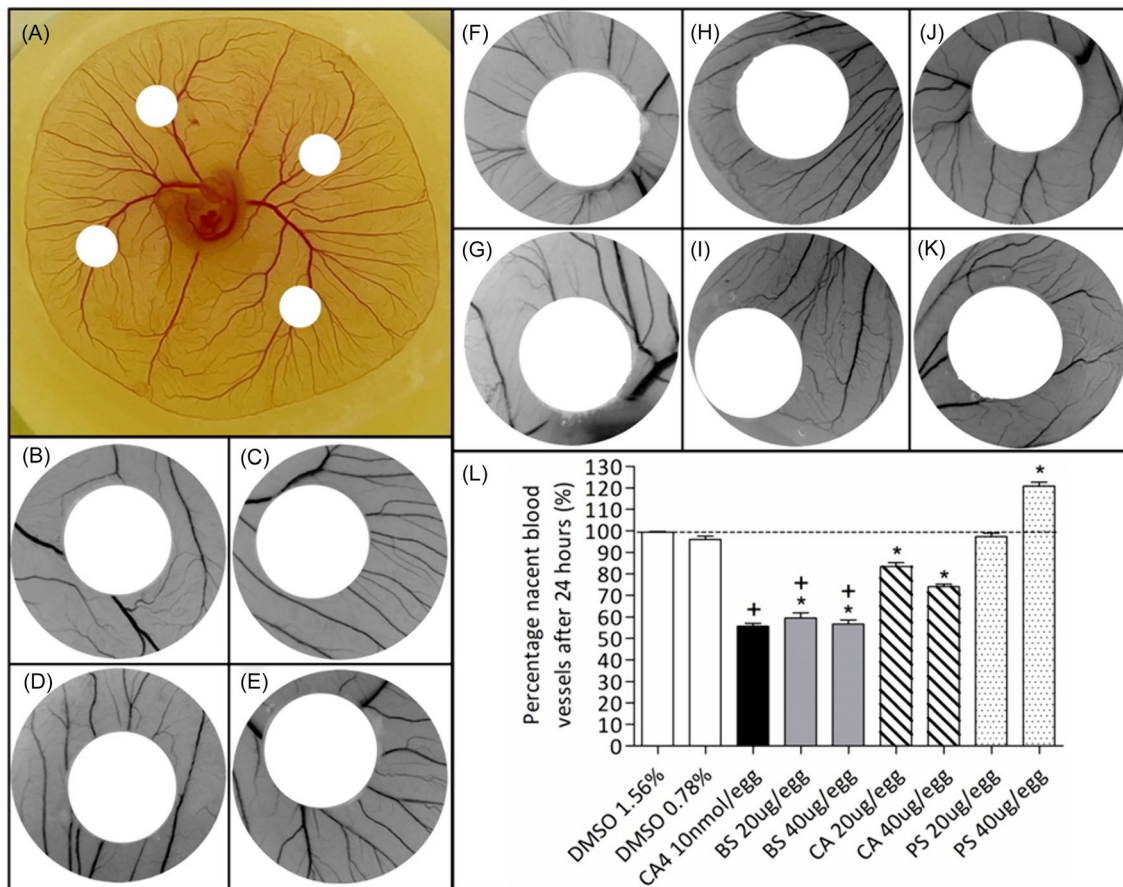 (A)
(F)
(H)
(J)
(G)
(I)
(K)
(B)
(C)
(D)
(E)
(L)
Percentage nacent blood
vessels after 24 hours (%)
130
120
110
100
90
80
70
60
50
40
30
20
10
0
+
+
*
+
*
*
*
*
DMSO 1.56%
DMSO 0.78%
CA4 10nmol/egg
BS 20ug/egg
BS 40ug/egg
CA 20ug/egg
CA 40ug/egg
PS 20ug/egg
PS 40ug/egg